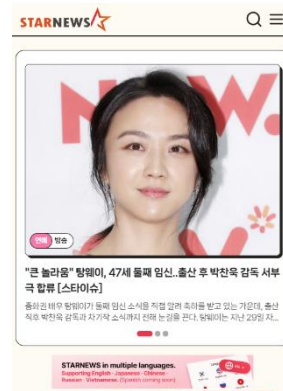 STARNEWS
NOW.
연예 방송
"큰 놀라움" 탕웨이, 47세 둘째 임신..출산 후 박찬욱 감독 서부
극 합류 [스타이슈]
중화권 배우 탕웨이가 둘째 임신 소식을 직접 알려 축하를 받고 있는 가운데, 출산
직후 박찬욱 감독과 차기작 소식까지 전해 눈길을 끈다. 탕웨이는 지난 29일 자...
STARNEWS in multiple languages.
Supporting English · Japanese · Chinese ·
Russian · Vietnamese. (Spanish coming soon)